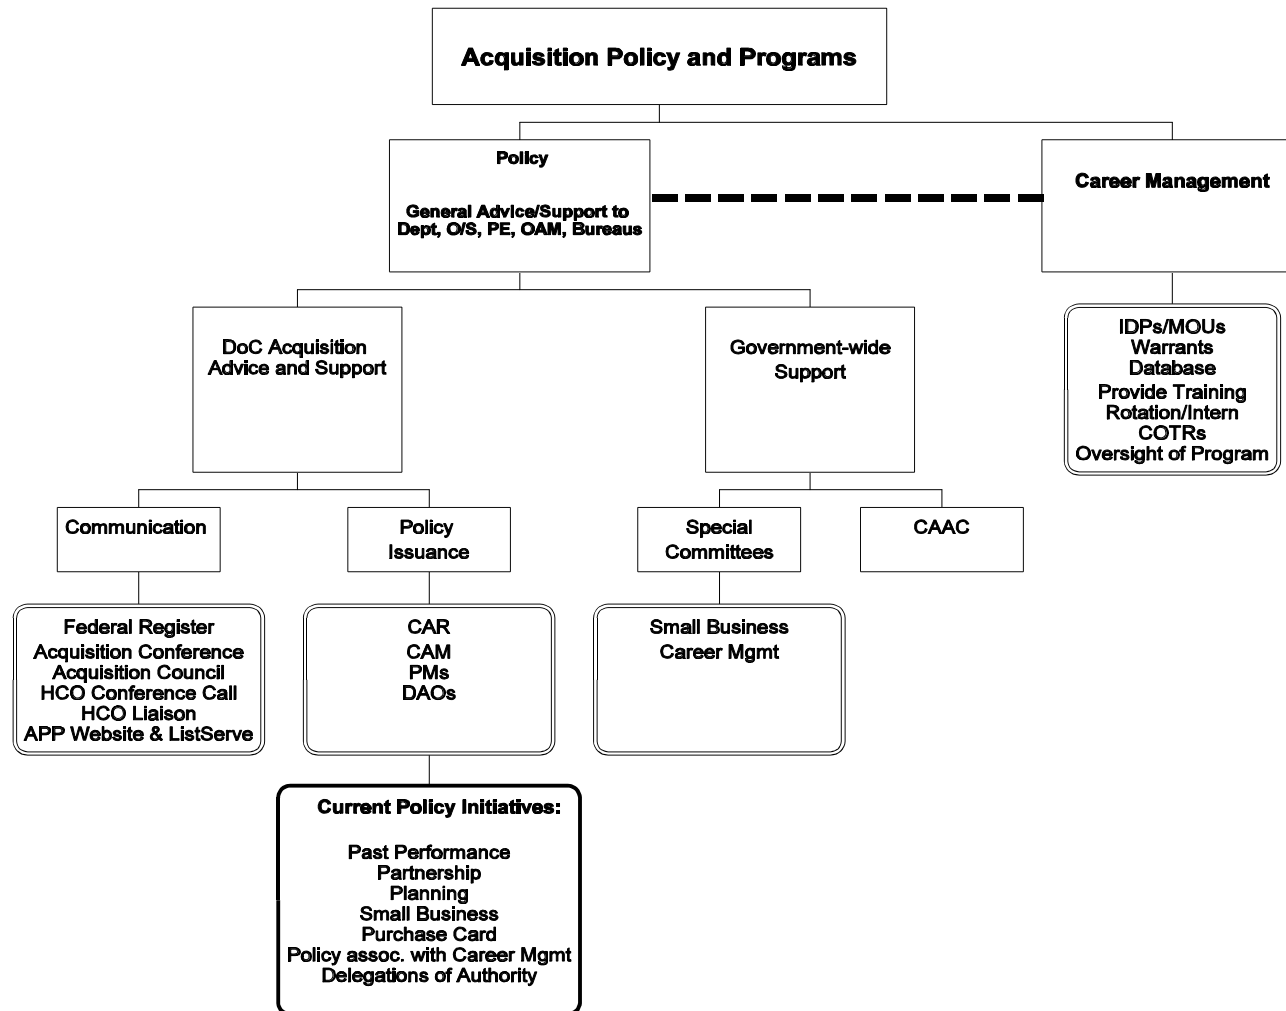 Acquisition Policy and Programs
Policy
General Advice/Support to
Dept, O/S, PE, OAM, Bureaus
Career Management
DoC Acquisition
Advice and Support
Government-wide
Support
IDPs/MOUs
Warrants
Database
Provide Training
Rotation/Intern
COTRs
Oversight of Program
Communication
Policy
Issuance
Special
Committees
CAAC
Federal Register
Acquisition Conference
Acquisition Council
HCO Conference Call
HCO Liaison
APP Website & ListServe
CAR
CAM
PMs
DAOs
Small Business
Career Mgmt
Current Policy Initiatives:
Past Performance
Partnership
Planning
Small Business
Purchase Card
Policy assoc. with Career Mgmt
Delegations of Authority